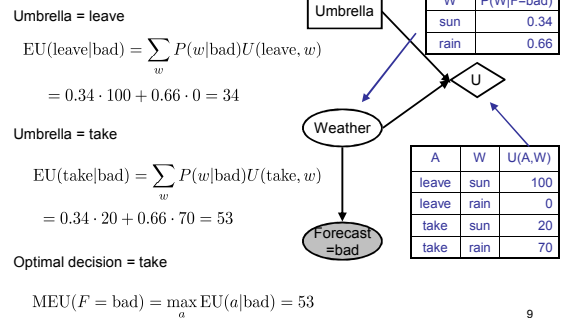 Umbrella = leave
EU(leave|bad) = ∑_w P(w|bad)U(leave, w)
= 0.34 · 100 + 0.66 · 0 = 34
Umbrella = take
EU(take|bad) = ∑_w P(w|bad)U(take, w)
= 0.34 · 20 + 0.66 · 70 = 53
Optimal decision = take
MEU(F = bad) = max_a EU(a|bad) = 53
Umbrella
W P(W|F=bad)
sun 0.34
rain 0.66
U
Weather
A W U(A,W)
leave sun 100
leave rain 0
take sun 20
take rain 70
Forecast
=bad
9